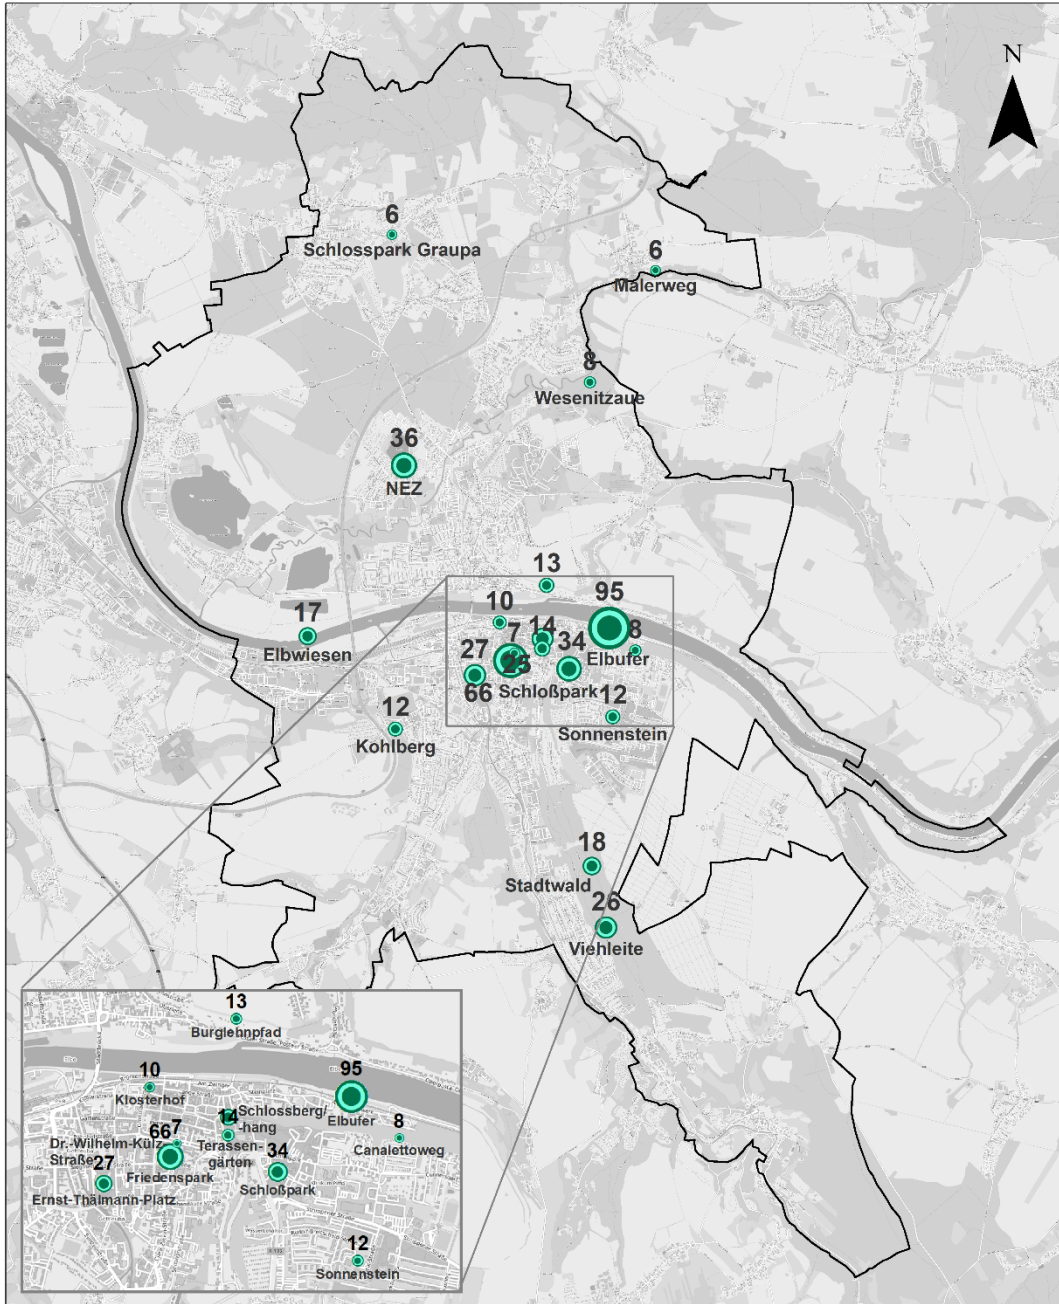 N
6
Schlosspark Graupa
6
Malerweg
8
Wesenitzaue
36
NEZ
13
95
10
17
Elbwiesen
7
14
8
27
34
Elbufer
25
66
Schloßpark
12
12
Sonnenstein
Kohlberg
18
Stadtwald
26
Viehleite
13
Burglehnpfad
10
Klosterhof
95
Elbufer
Schlossberg/
-hang
14
8
Canalettoweg
66
7
Dr.-Wilhelm-Külz-
Straße
Terassen-
gärten
34
Schloßpark
27
Friedenspark
Ernst-Thälmann-Platz
12
Sonnenstein